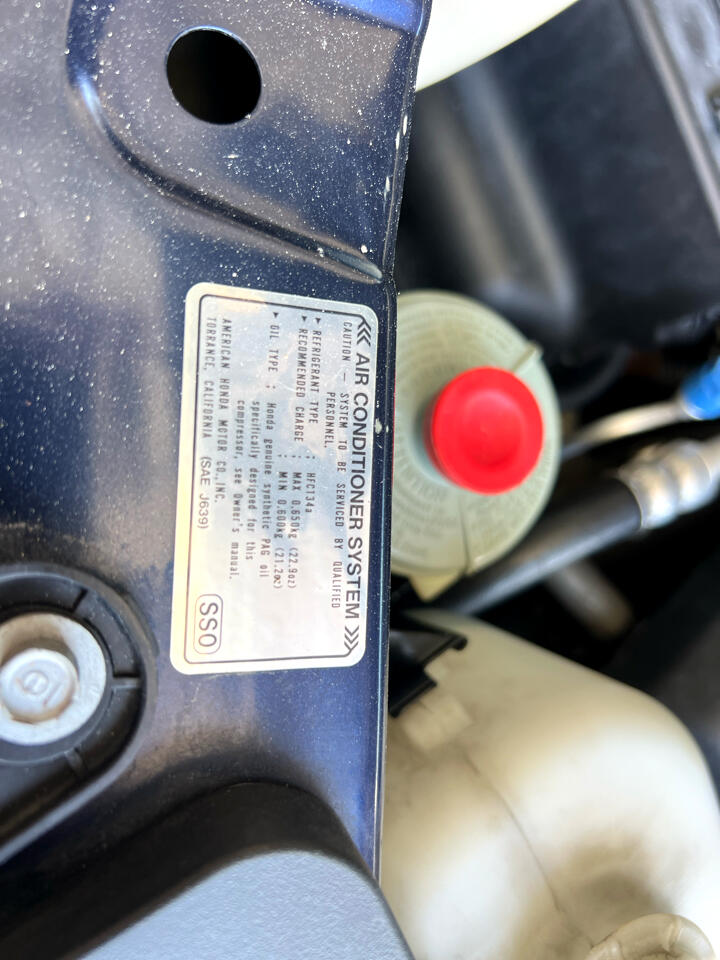 ⋘ AIR CONDITIONER SYSTEM ⋙
CAUTION — SYSTEM TO BE SERVICED BY QUALIFIED
PERSONNEL.
▶ REFRIGERANT TYPE : HFC134a
▶ RECOMMENDED CHARGE : MAX 0.650kg (22.9oz)
MIN 0.600kg (21.2oz)
▶ OIL TYPE : Honda genuine synthetic PAG oil
specifically designed for this
compressor, see Owner's manual.
AMERICAN HONDA MOTOR CO., INC.
TORRANCE, CALIFORNIA (SAE J639)
SS0